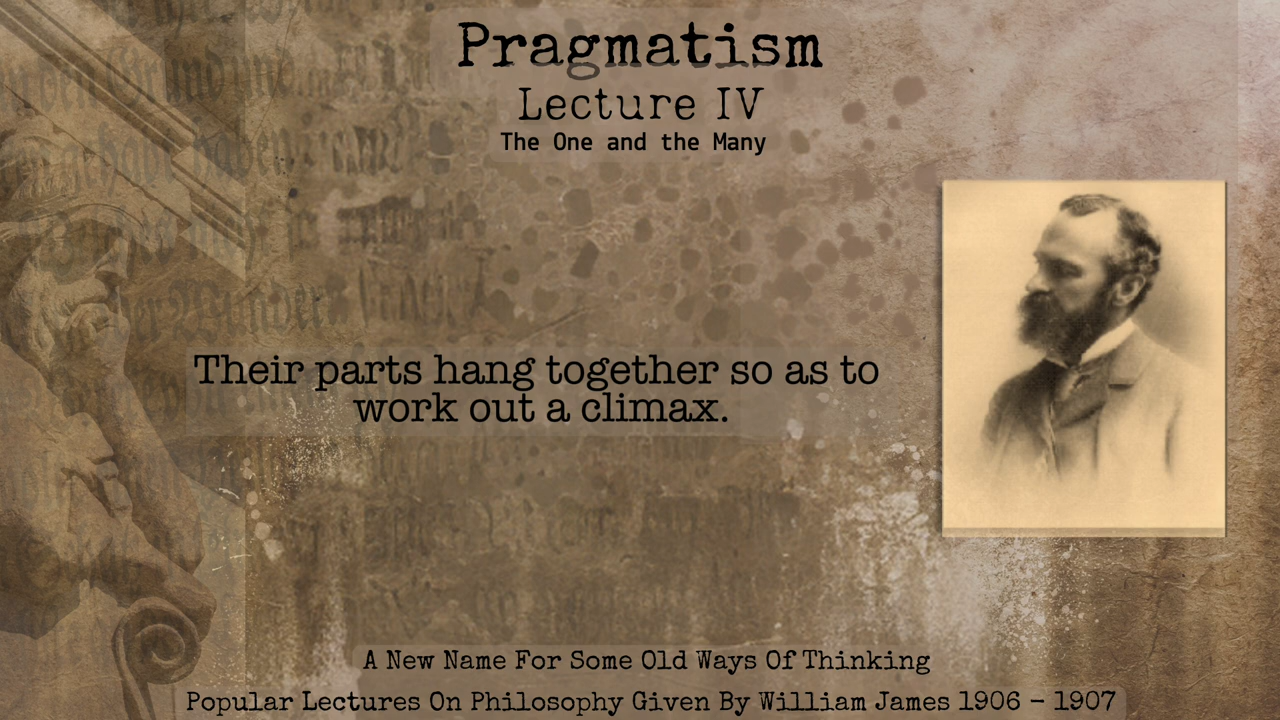 Pragmatism
Lecture IV
The One and the Many
Their parts hang together so as to
work out a climax.
A New Name For Some Old Ways Of Thinking
Popular Lectures On Philosophy Given By William James 1906 – 1907